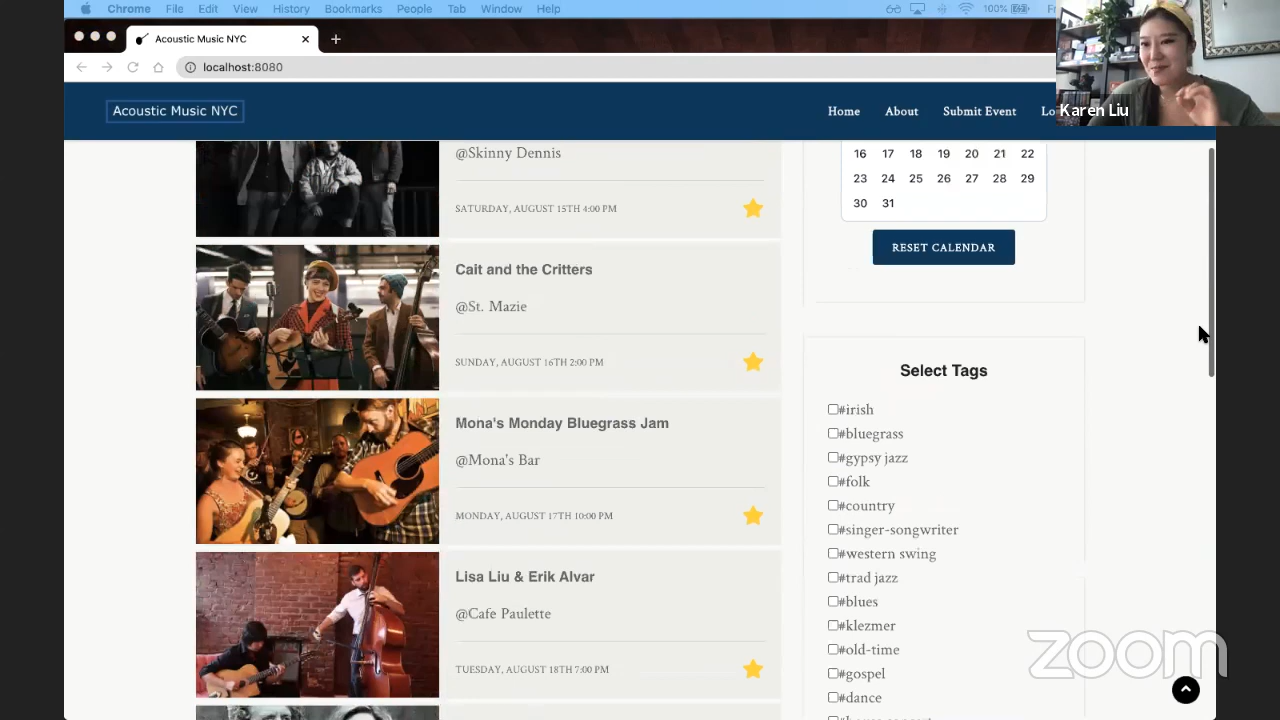 Chrome File Edit View History Bookmarks People Tab Window Help 100%
Acoustic Music NYC
localhost:8080
Karen Liu
Acoustic Music NYC Home About Submit Event
@Skinny Dennis
SATURDAY, AUGUST 15TH 4:00 PM
Cait and the Critters
@St. Mazie
SUNDAY, AUGUST 16TH 2:00 PM
Mona's Monday Bluegrass Jam
@Mona's Bar
MONDAY, AUGUST 17TH 10:00 PM
Lisa Liu & Erik Alvar
@Cafe Paulette
TUESDAY, AUGUST 18TH 7:00 PM
16 17 18 19 20 21 22
23 24 25 26 27 28 29
30 31
RESET CALENDAR
Select Tags
#irish
#bluegrass
#gypsy jazz
#folk
#country
#singer-songwriter
#western swing
#trad jazz
#blues
#klezmer
#old-time
#gospel
#dance
zoom